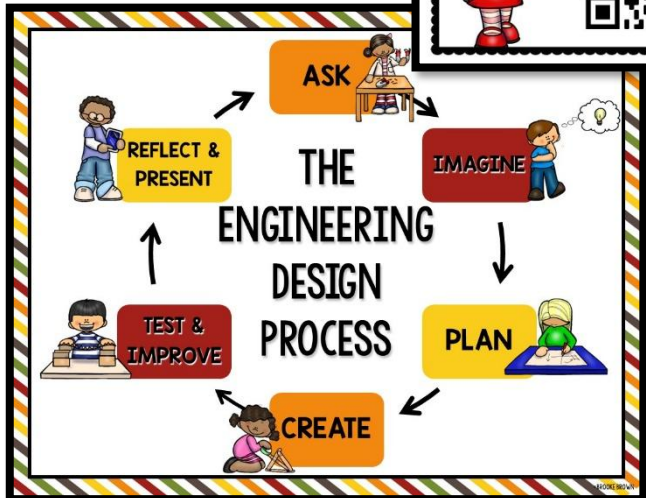 ASK
IMAGINE
PLAN
CREATE
TEST &
IMPROVE
REFLECT &
PRESENT
THE
ENGINEERING
DESIGN
PROCESS
BROOKE BROWN